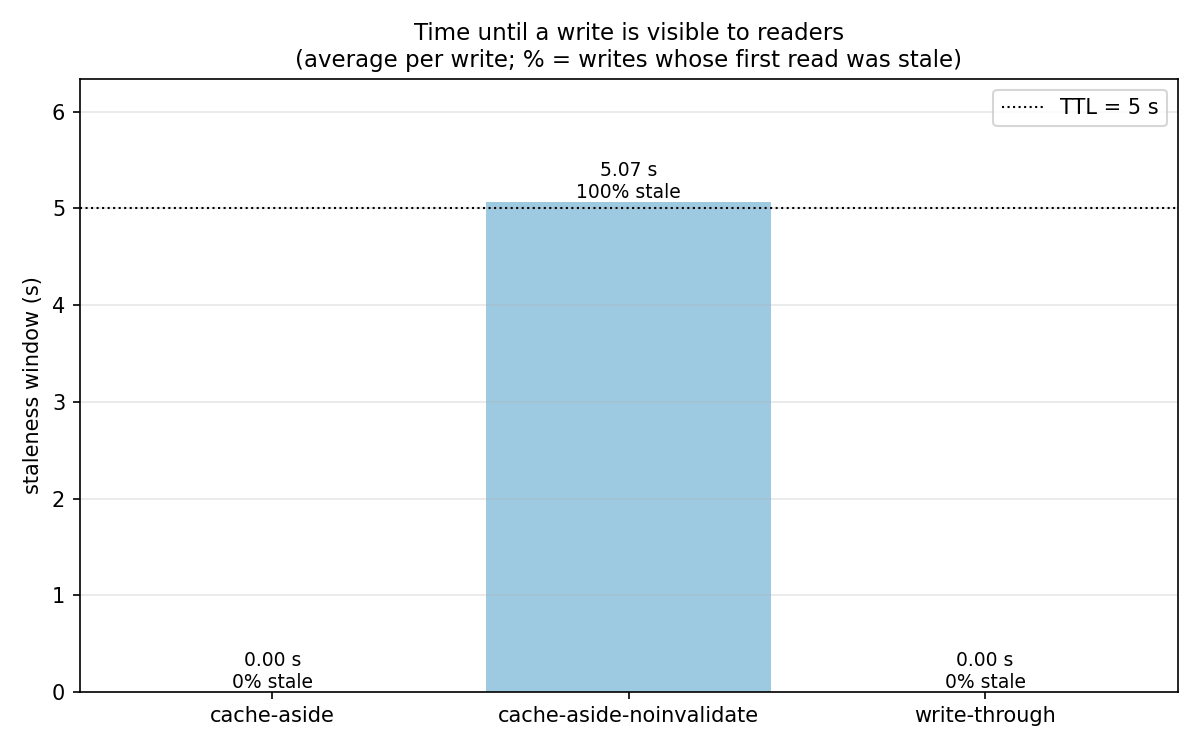 Time until a write is visible to readers
(average per write; % = writes whose first read was stale)
TTL = 5 s
staleness window (s)
6
5
4
3
2
1
0
5.07 s
100% stale
0.00 s
0% stale
0.00 s
0% stale
cache-aside
cache-aside-noinvalidate
write-through